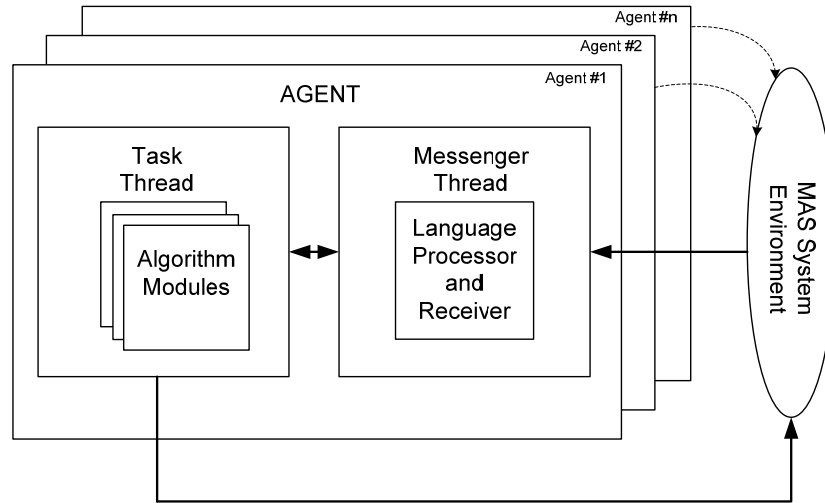 Agent #n
Agent #2
Agent #1
AGENT
Task
Thread
Algorithm
Modules
Messenger
Thread
Language
Processor
and
Receiver
MAS System
Environment